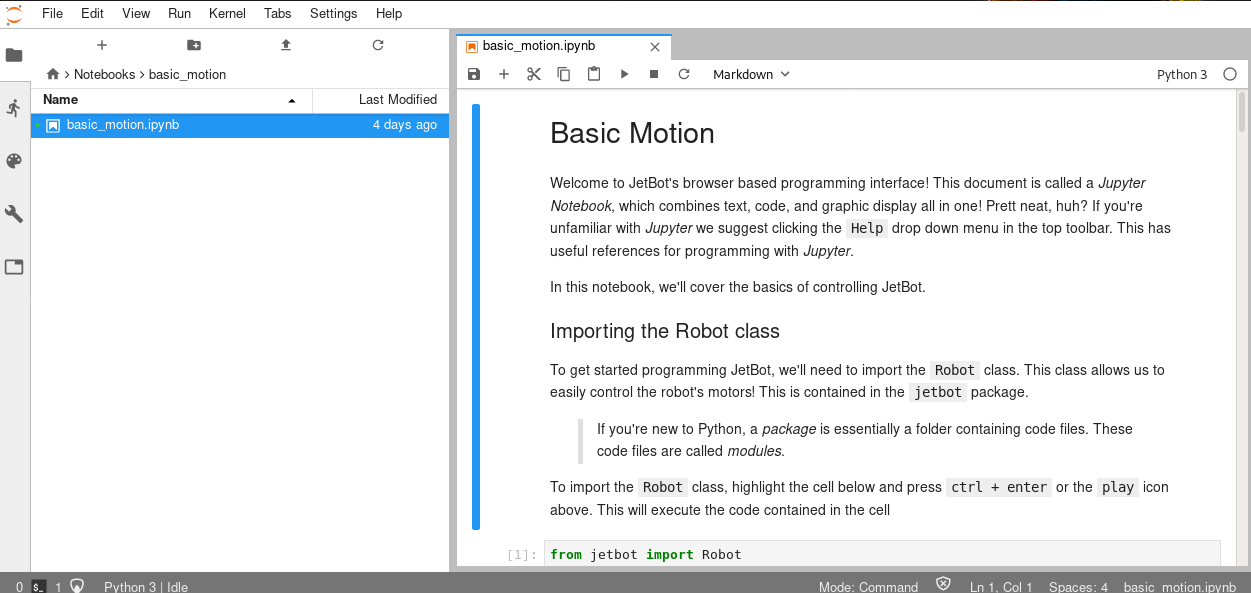 File Edit View Run Kernel Tabs Settings Help
Notebooks basic_motion
Name Last Modified
basic_motion.ipynb 4 days ago
basic_motion.ipynb
Markdown Python 3
Basic Motion
Welcome to JetBot's browser based programming interface! This document is called a Jupyter
Notebook, which combines text, code, and graphic display all in one! Prett neat, huh? If you're
unfamiliar with Jupyter we suggest clicking the Help drop down menu in the top toolbar. This has
useful references for programming with Jupyter.
In this notebook, we'll cover the basics of controlling JetBot.
Importing the Robot class
To get started programming JetBot, we'll need to import the Robot class. This class allows us to
easily control the robot's motors! This is contained in the jetbot package.
If you're new to Python, a package is essentially a folder containing code files. These
code files are called modules.
To import the Robot class, highlight the cell below and press ctrl + enter or the play icon
above. This will execute the code contained in the cell
[1]: from jetbot import Robot
0 $_ 1 Python 3 | Idle Mode: Command Ln 1, Col 1 Spaces: 4 basic_motion.ipynb